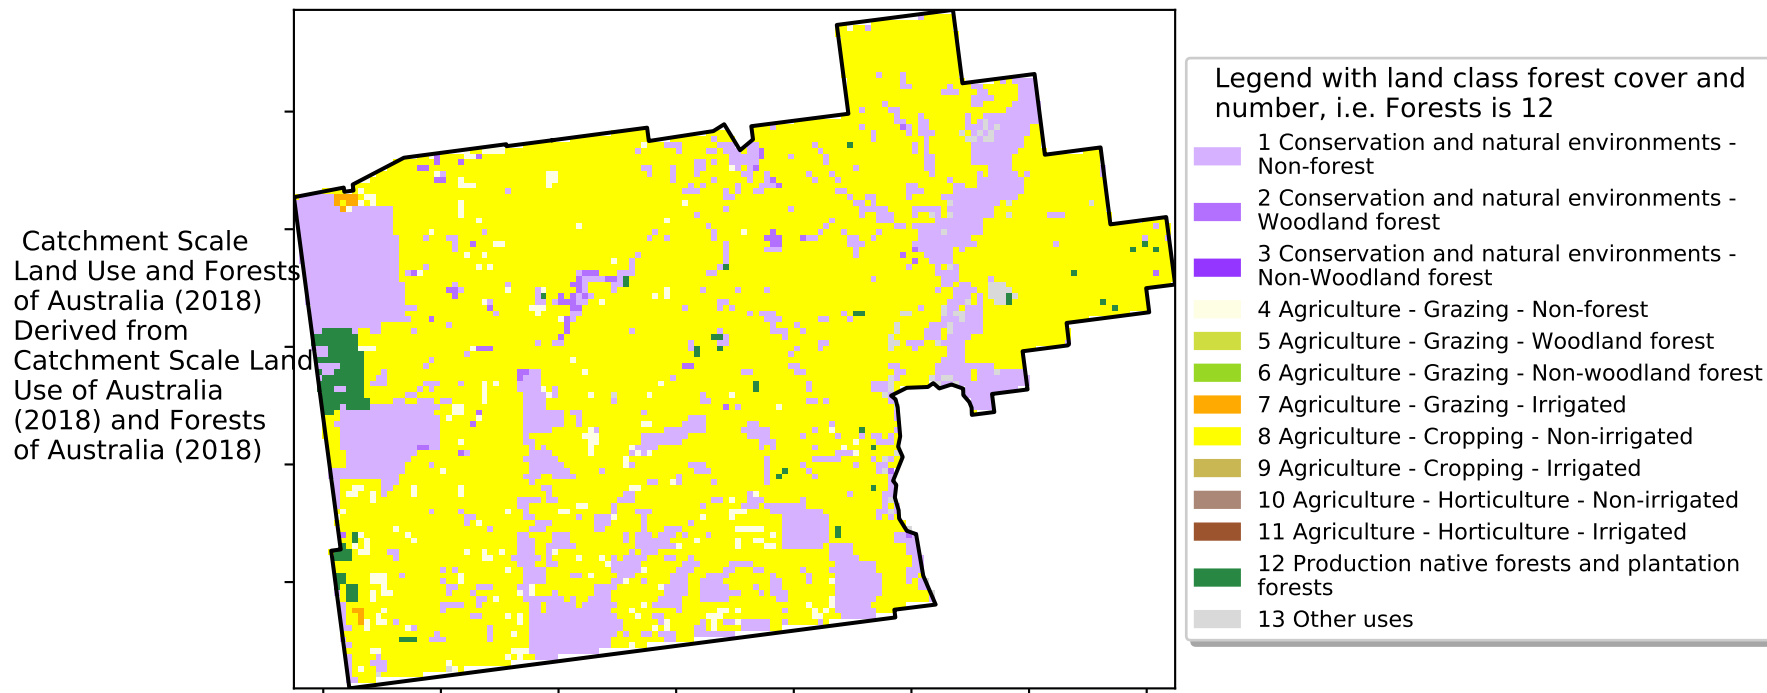 Catchment Scale
Land Use and Forests
of Australia (2018)
Derived from
Catchment Scale Land
Use of Australia
(2018) and Forests
of Australia (2018)
Legend with land class forest cover and
number, i.e. Forests is 12
1 Conservation and natural environments -
Non-forest
2 Conservation and natural environments -
Woodland forest
3 Conservation and natural environments -
Non-Woodland forest
4 Agriculture - Grazing - Non-forest
5 Agriculture - Grazing - Woodland forest
6 Agriculture - Grazing - Non-woodland forest
7 Agriculture - Grazing - Irrigated
8 Agriculture - Cropping - Non-irrigated
9 Agriculture - Cropping - Irrigated
10 Agriculture - Horticulture - Non-irrigated
11 Agriculture - Horticulture - Irrigated
12 Production native forests and plantation
forests
13 Other uses